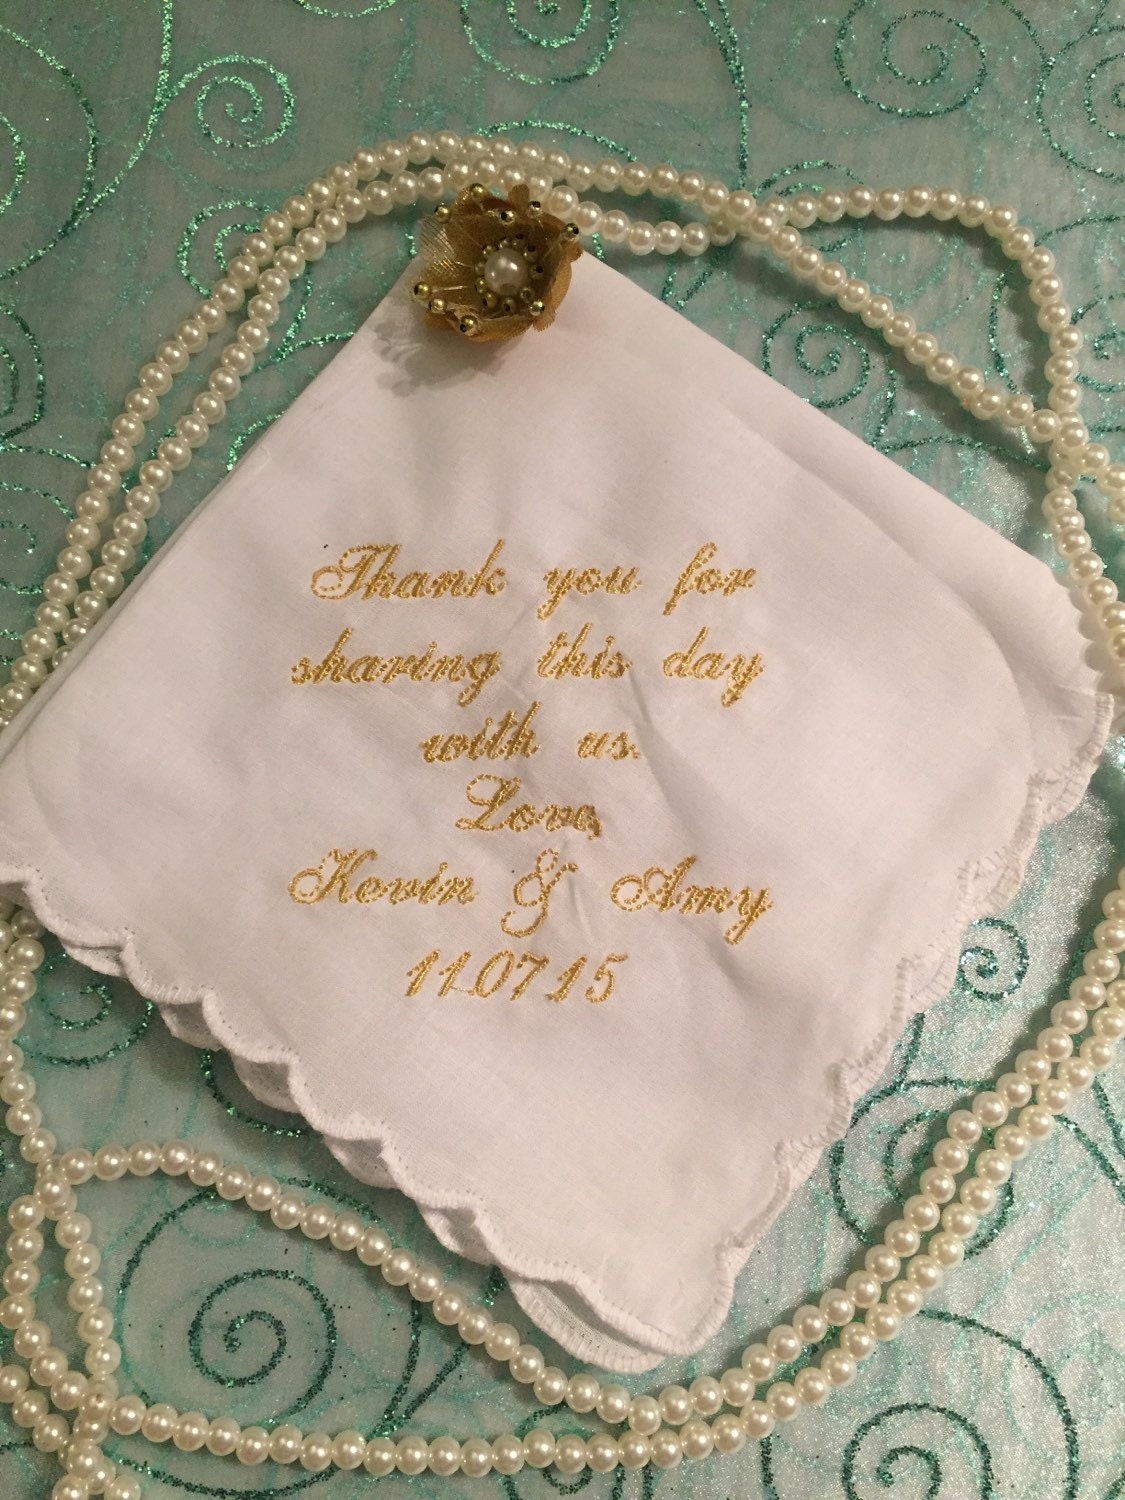 Thank you for
sharing this day
with us.
Love,
Kevin & Amy
11.07.15